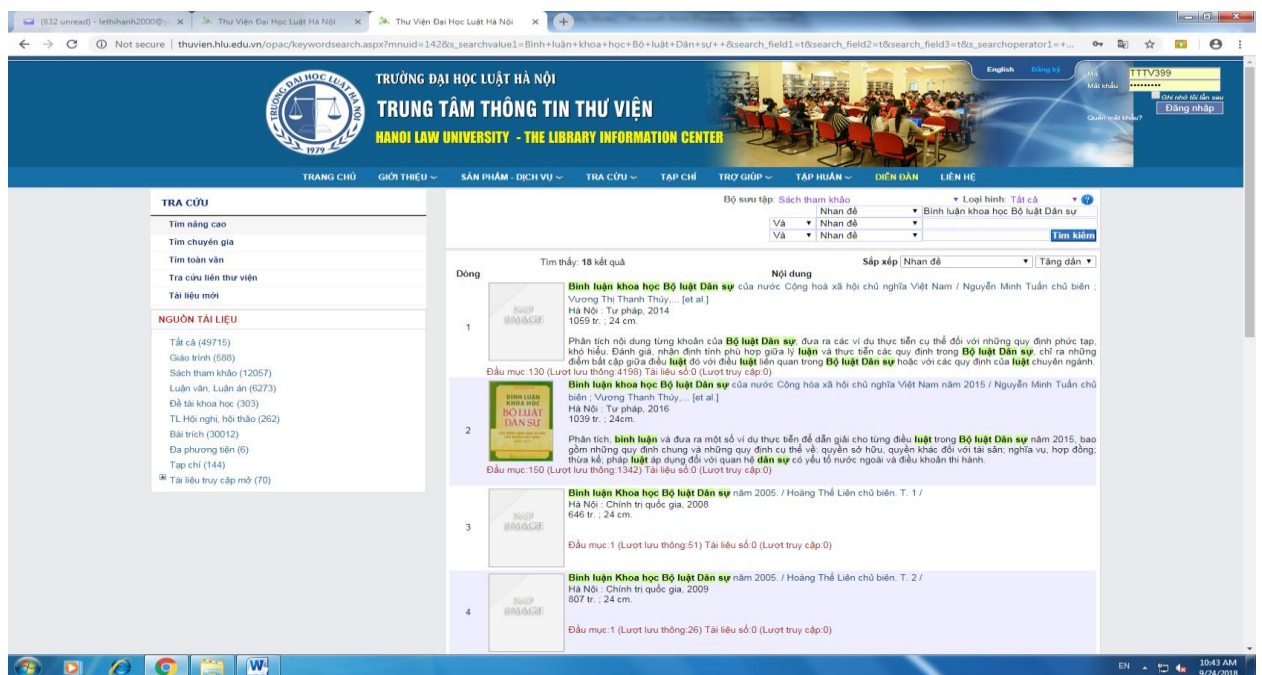 (832 unread) - lethihanh2000@y
Thư Viện Đại Học Luật Hà Nội
Thư Viện Đại Học Luật Hà Nội
Not secure | thuvien.hlu.edu.vn/opac/keywordsearch.aspx?mnuid=142&s_searchvalue1=Bình+luận+khoa+học+Bộ+luật+Dân+sự++&search_field1=t&search_field2=t&search_field3=t&s_searchoperator1=+...
TRƯỜNG ĐẠI HỌC LUẬT HÀ NỘI
TRUNG TÂM THÔNG TIN THƯ VIỆN
HANOI LAW UNIVERSITY - THE LIBRARY INFORMATION CENTER
1979
English Đăng ký
Mã TTTV399
Mật khẩu •••••••••
Ghi nhớ tôi lần sau
Quên mật khẩu? Đăng nhập
TRANG CHỦ GIỚI THIỆU SẢN PHẨM - DỊCH VỤ TRA CỨU TẠP CHÍ TRỢ GIÚP TẬP HUẤN DIỄN ĐÀN LIÊN HỆ
TRA CỨU
Tìm nâng cao
Tìm chuyên gia
Tìm toàn văn
Tra cứu liên thư viện
Tài liệu mới
NGUỒN TÀI LIỆU
Tất cả (49715)
Giáo trình (588)
Sách tham khảo (12057)
Luận văn, Luận án (6273)
Đề tài khoa học (303)
TL Hội nghị, hội thảo (262)
Bài trích (30012)
Đa phương tiện (6)
Tạp chí (144)
Tài liệu truy cập mở (70)
Bộ sưu tập: Sách tham khảo Loại hình: Tất cả
Nhan đề Bình luận khoa học Bộ luật Dân sự
Và Nhan đề
Và Nhan đề Tìm kiếm
Tìm thấy: 18 kết quả Sắp xếp Nhan đề Tăng dần
Dòng Nội dung
1
NO IMAGE
Bình luận khoa học Bộ luật Dân sự của nước Cộng hoà xã hội chủ nghĩa Việt Nam / Nguyễn Minh Tuấn chủ biên ;
Vương Thị Thanh Thúy,... [et al.]
Hà Nội : Tư pháp, 2014
1059 tr. ; 24 cm.
Phân tích nội dung từng khoản của Bộ luật Dân sự; đưa ra các ví dụ thực tiễn cụ thể đối với những quy định phức tạp,
khó hiểu. Đánh giá, nhận định tính phù hợp giữa lý luận và thực tiễn các quy định trong Bộ luật Dân sự, chỉ ra những
điểm bất cập giữa điều luật đó với điều luật liên quan trong Bộ luật Dân sự hoặc với các quy định của luật chuyên ngành.
Đầu mục:130 (Lượt lưu thông:4198) Tài liệu số:0 (Lượt truy cập:0)
2
BÌNH LUẬN
KHOA HỌC
BỘ LUẬT
DÂN SỰ
Bình luận khoa học Bộ luật Dân sự của nước Cộng hòa xã hội chủ nghĩa Việt Nam năm 2015 / Nguyễn Minh Tuấn chủ
biên ; Vương Thanh Thúy,... [et al.]
Hà Nội : Tư pháp, 2016
1039 tr. ; 24cm.
Phân tích, bình luận và đưa ra một số ví dụ thực tiễn để dẫn giải cho từng điều luật trong Bộ luật Dân sự năm 2015, bao
gồm những quy định chung và những quy định cụ thể về: quyền sở hữu, quyền khác đối với tài sản; nghĩa vụ, hợp đồng;
thừa kế; pháp luật áp dụng đối với quan hệ dân sự có yếu tố nước ngoài và điều khoản thi hành.
Đầu mục:150 (Lượt lưu thông:1342) Tài liệu số:0 (Lượt truy cập:0)
3
NO IMAGE
Bình luận Khoa học Bộ luật Dân sự năm 2005. / Hoàng Thế Liên chủ biên. T. 1 /
Hà Nội : Chính trị quốc gia, 2008
646 tr. ; 24 cm.
Đầu mục:1 (Lượt lưu thông:51) Tài liệu số:0 (Lượt truy cập:0)
4
NO IMAGE
Bình luận Khoa học Bộ luật Dân sự năm 2005. / Hoàng Thế Liên chủ biên. T. 2 /
Hà Nội : Chính trị quốc gia, 2009
807 tr. ; 24 cm.
Đầu mục:1 (Lượt lưu thông:26) Tài liệu số:0 (Lượt truy cập:0)
EN
10:43 AM
9/24/2018